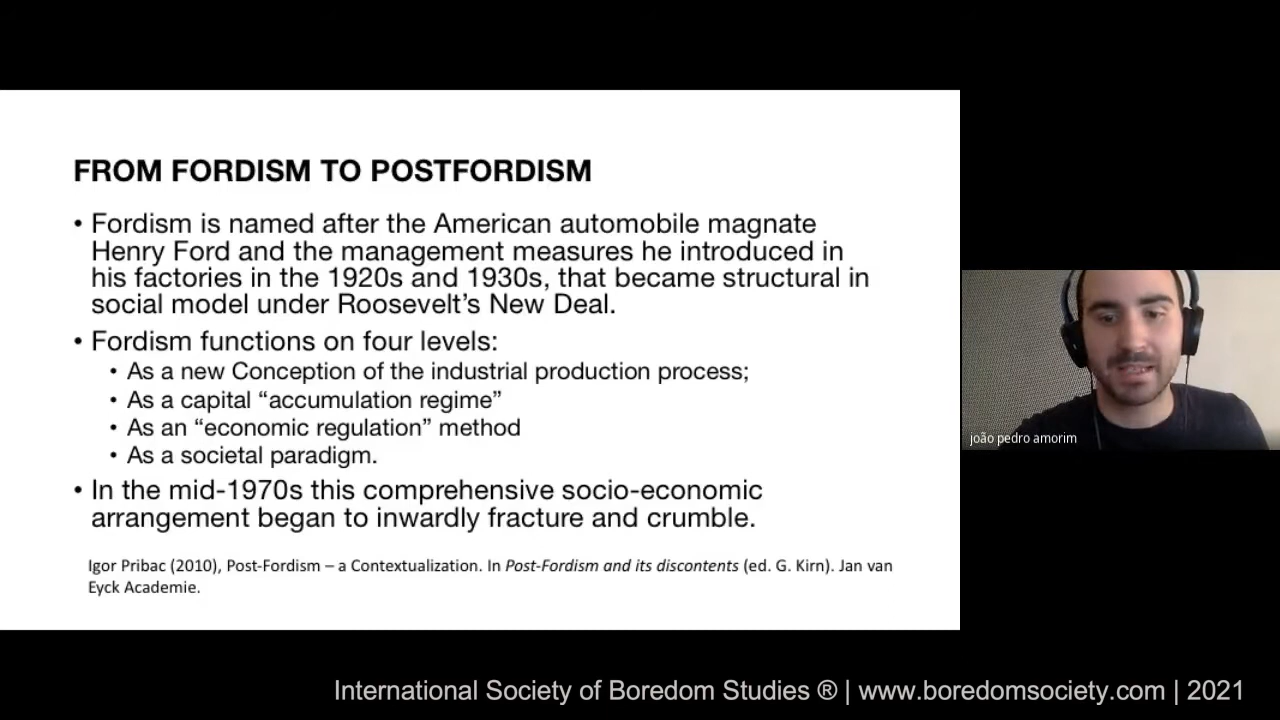 FROM FORDISM TO POSTFORDISM
• Fordism is named after the American automobile magnate
Henry Ford and the management measures he introduced in
his factories in the 1920s and 1930s, that became structural in
social model under Roosevelt’s New Deal.
• Fordism functions on four levels:
• As a new Conception of the industrial production process;
• As a capital “accumulation regime”
• As an “economic regulation” method
• As a societal paradigm.
• In the mid-1970s this comprehensive socio-economic
arrangement began to inwardly fracture and crumble.
Igor Pribac (2010), Post-Fordism – a Contextualization. In Post-Fordism and its discontents (ed. G. Kirn). Jan van
Eyck Academie.
joão pedro amorim
International Society of Boredom Studies ® | www.boredomsociety.com | 2021